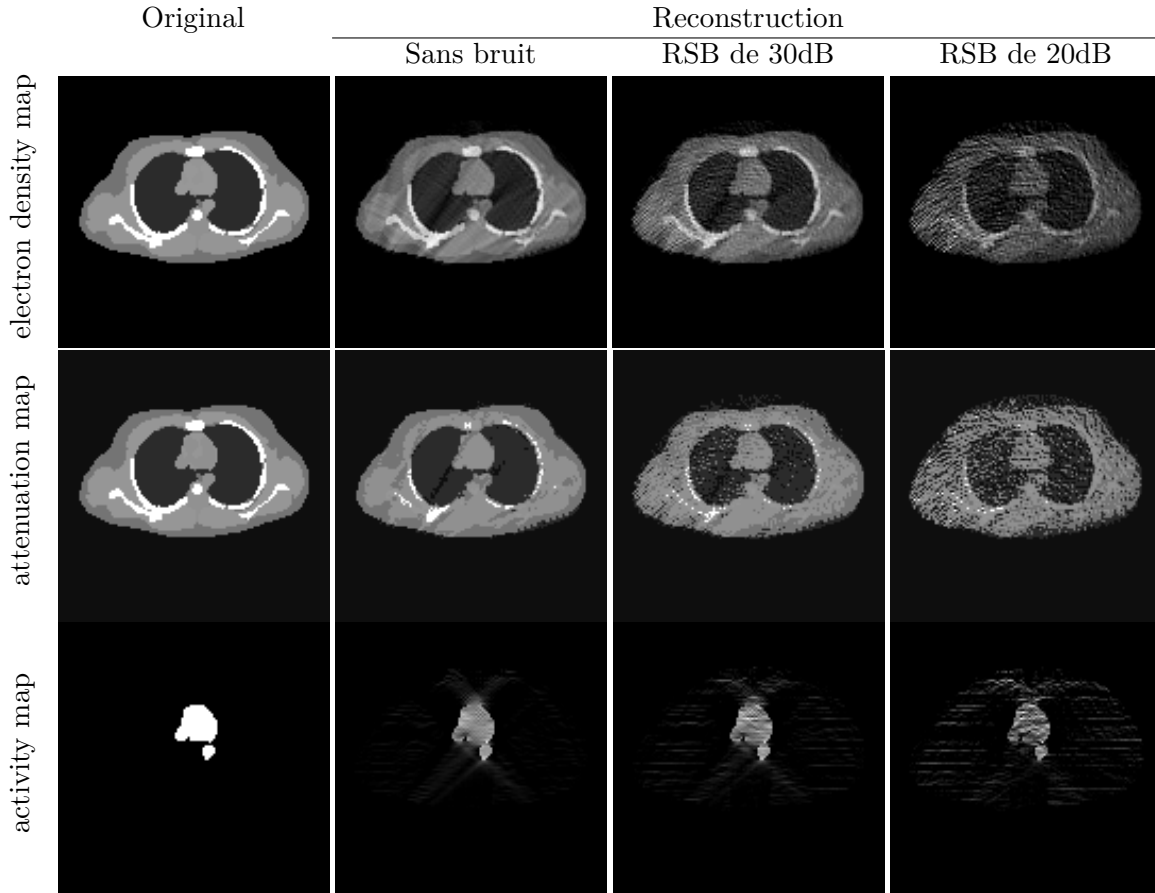 Original
Reconstruction
Sans bruit
RSB de 30dB
RSB de 20dB
electron density map
attenuation map
activity map